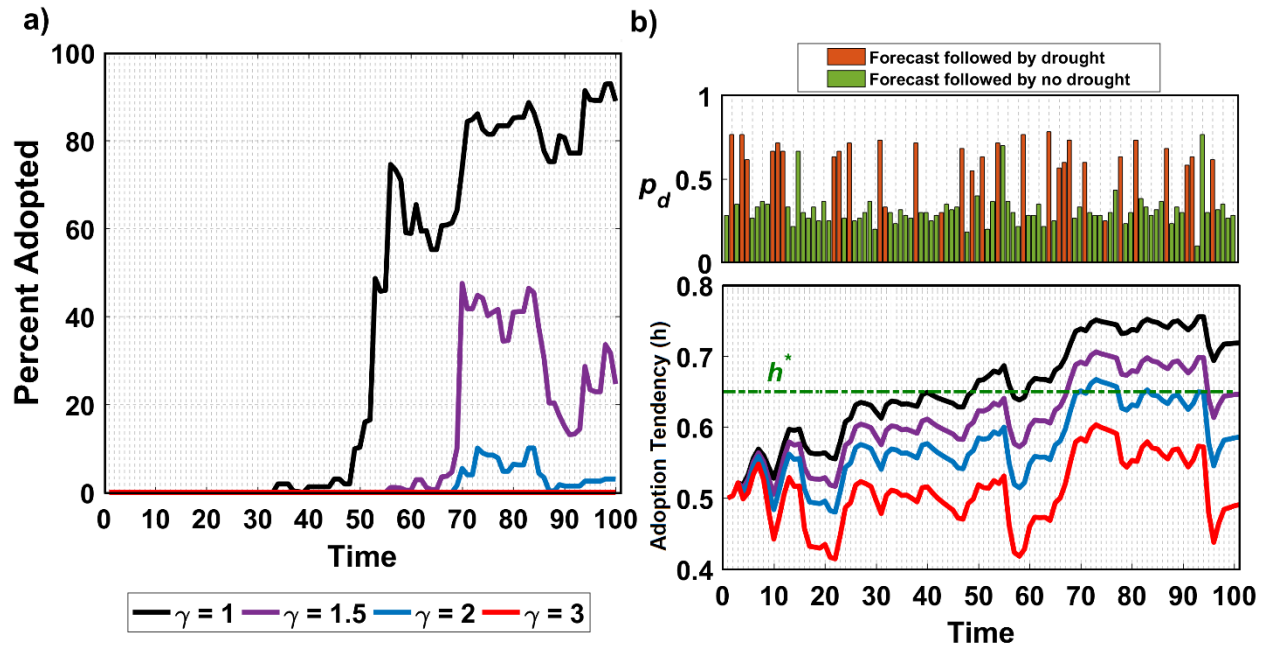 a)
100
80
60
40
20
0
Percent Adopted
0 10 20 30 40 50 60 70 80 90 100
Time
γ = 1 γ = 1.5 γ = 2 γ = 3
b)
Forecast followed by drought
Forecast followed by no drought
1
0.5
0
p_d
0.8
0.7
0.6
0.5
0.4
Adoption Tendency (h)
h*
0 10 20 30 40 50 60 70 80 90 100
Time